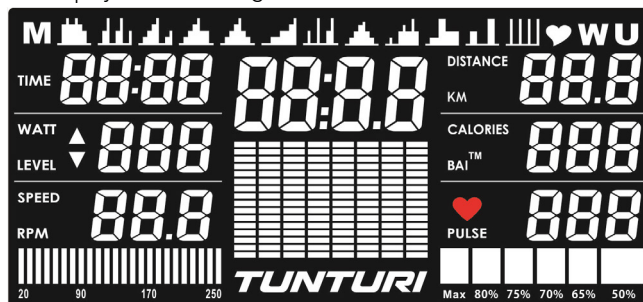 M WU
TIME 88:88
88:8.8
DISTANCE
KM 88.8
WATT
LEVEL 888
CALORIES
BAI™ 888
SPEED
RPM 88.8
PULSE 888
20 90 170 250
TUNTURI
Max 80% 75% 70% 65% 50%